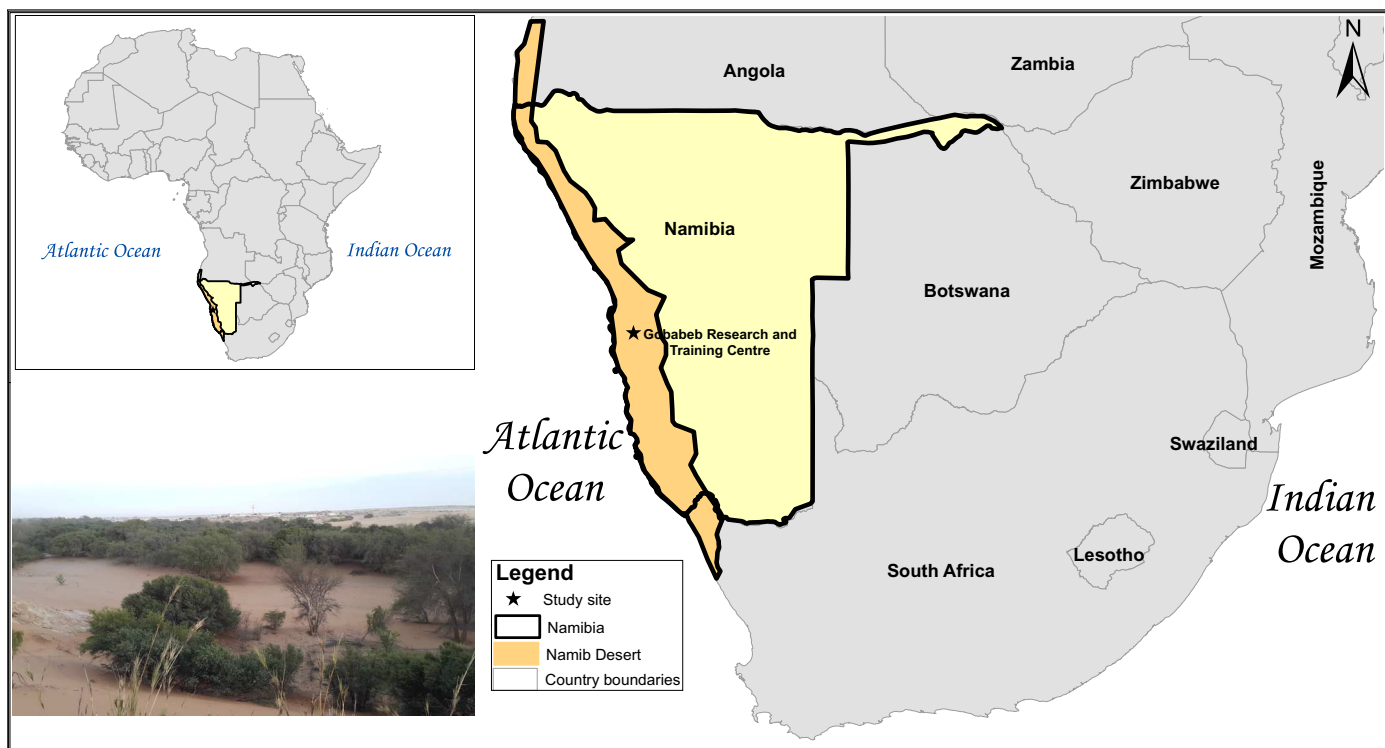 Atlantic Ocean
Indian Ocean
N
Angola
Zambia
Zimbabwe
Mozambique
Namibia
Botswana
Gobabeb Research and
Training Centre
Atlantic
Ocean
Swaziland
Indian
Ocean
Lesotho
South Africa
Legend
Study site
Namibia
Namib Desert
Country boundaries